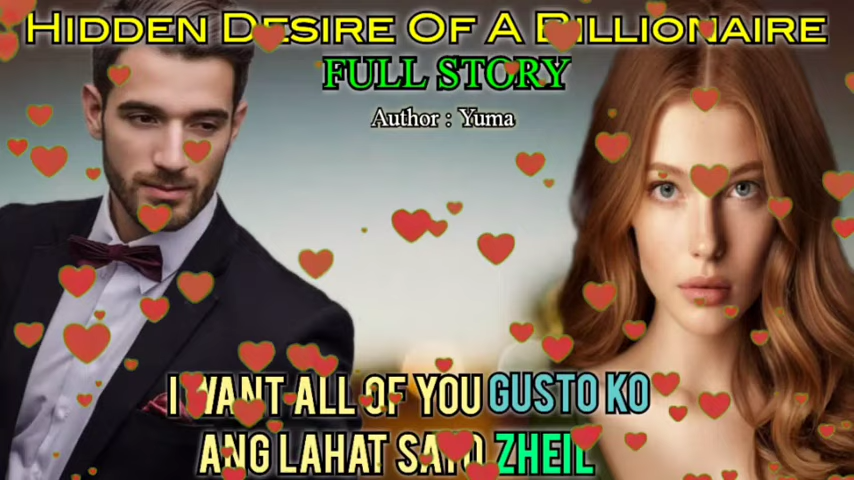 HIDDEN DESIRE OF A BILLIONAIRE
FULL STORY
Author : Yuma
I WANT ALL OF YOU GUSTO KO
ANG LAHAT SAYO ZHEIL